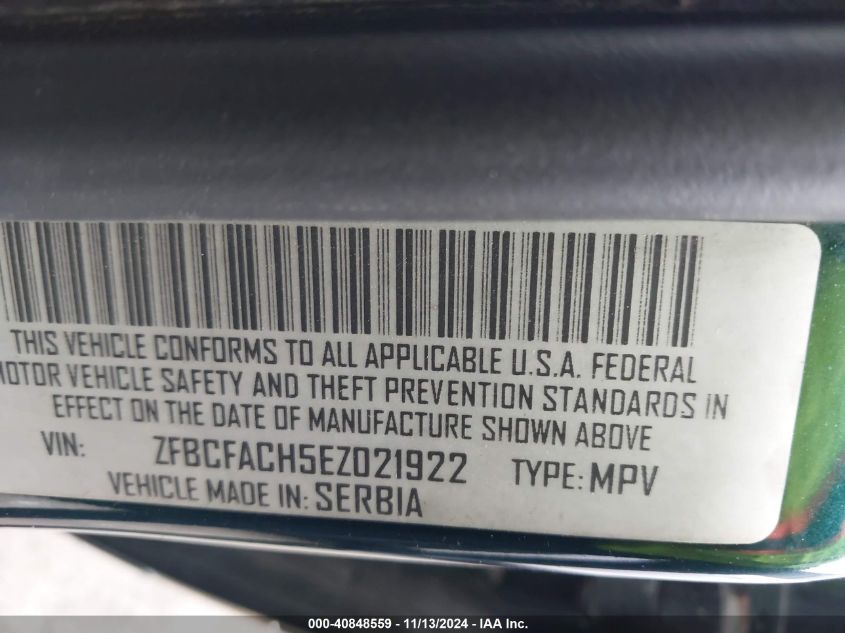 THIS VEHICLE CONFORMS TO ALL APPLICABLE U.S.A. FEDERAL
MOTOR VEHICLE SAFETY AND THEFT PREVENTION STANDARDS IN
EFFECT ON THE DATE OF MANUFACTURE SHOWN ABOVE
VIN: ZFBCFACH5EZ021922 TYPE: MPV
VEHICLE MADE IN: SERBIA
000-40848559 - 11/13/2024 - IAA Inc.